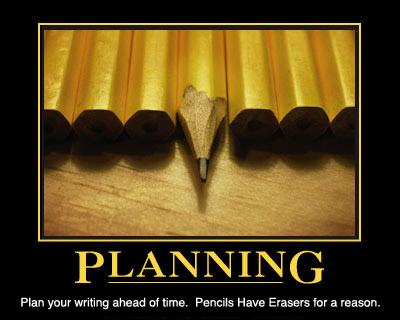 PLANNING
Plan your writing ahead of time.  Pencils Have Erasers for a reason.